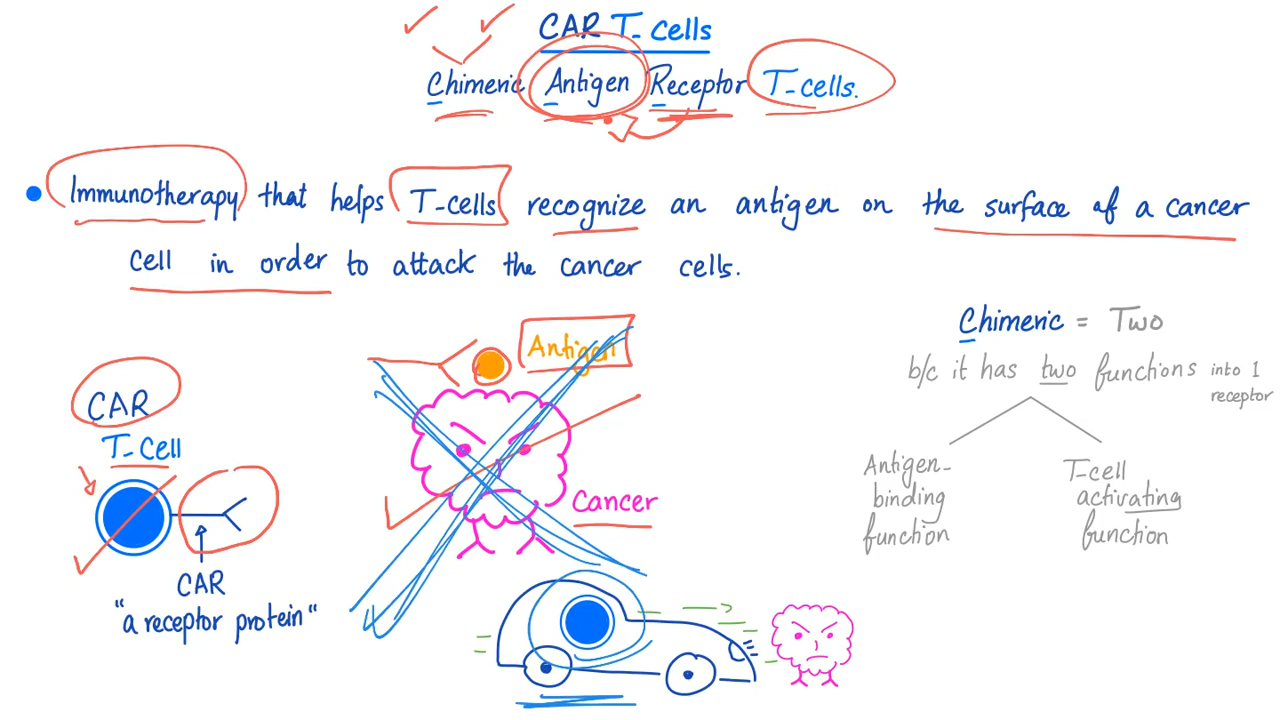 CAR T-cells
Chimeric Antigen Receptor T-cells.
Immunotherapy that helps T-cells recognize an antigen on the surface of a cancer
cell in order to attack the cancer cells.
CAR
T-cell
CAR
"a receptor protein"
Antigen
Cancer
Chimeric = Two
b/c it has two functions into 1
receptor
Antigen-
binding
function
T-cell
activating
function